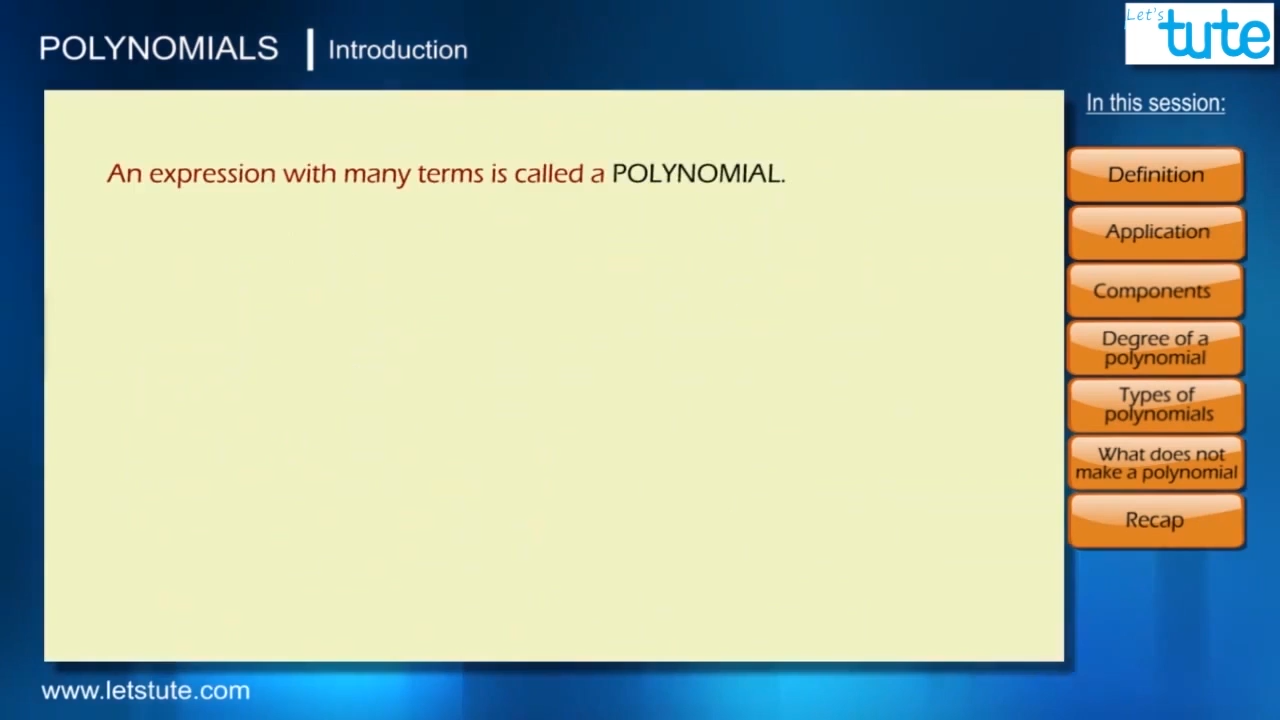 POLYNOMIALS | Introduction
Let's
tute
In this session:
An expression with many terms is called a POLYNOMIAL.
Definition
Application
Components
Degree of a
polynomial
Types of
polynomials
What does not
make a polynomial
Recap
www.letstute.com